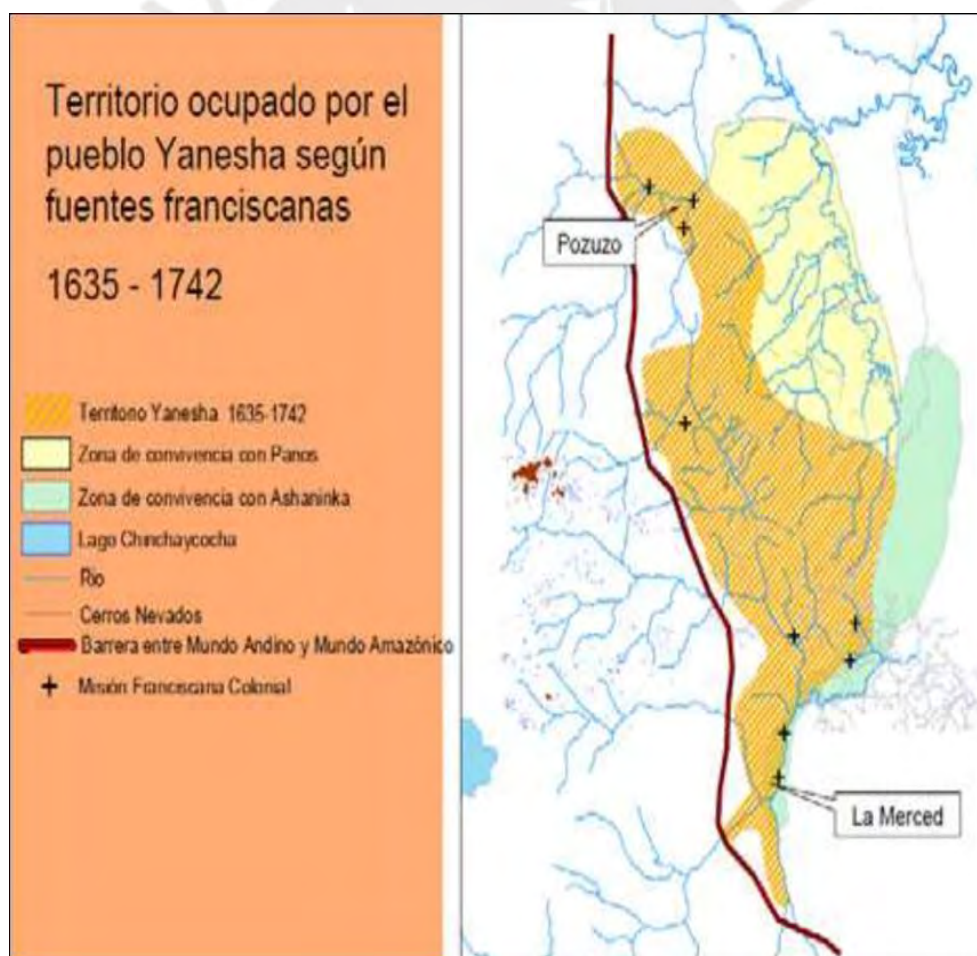 Territorio ocupado por el
pueblo Yanesha según
fuentes franciscanas
1635 - 1742
Territorio Yanesha 1635-1742
Zona de convivencia con Panos
Zona de convivencia con Ashaninka
Lago Chinchaycocha
Rio
Cerros Nevados
Barrera entre Mundo Andino y Mundo Amazónico
Misión Franciscana Colonial
Pozuzo
La Merced